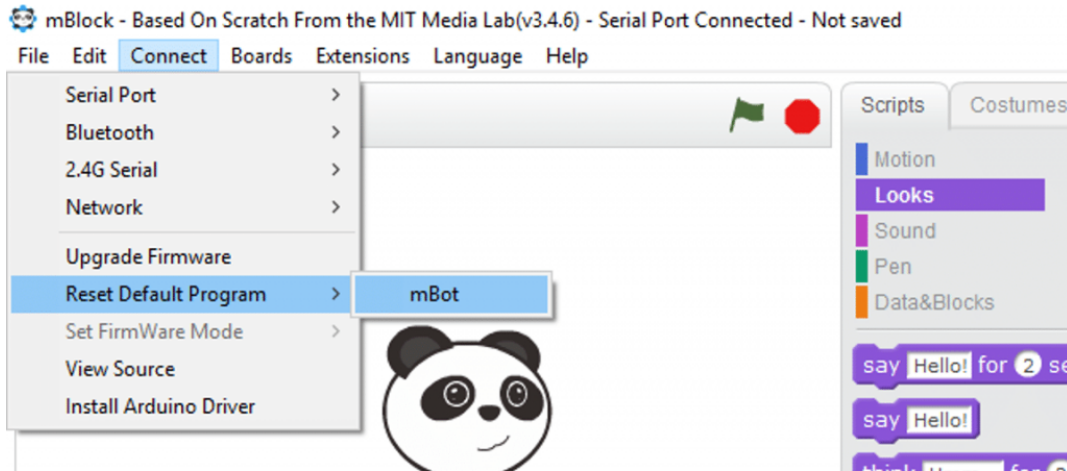 mBlock - Based On Scratch From the MIT Media Lab(v3.4.6) - Serial Port Connected - Not saved
File Edit Connect Boards Extensions Language Help
Serial Port
Bluetooth
2.4G Serial
Network
Upgrade Firmware
Reset Default Program
mBot
Set FirmWare Mode
View Source
Install Arduino Driver
Scripts Costumes
Motion
Looks
Sound
Pen
Data&Blocks
say Hello! for 2 se
say Hello!
think for